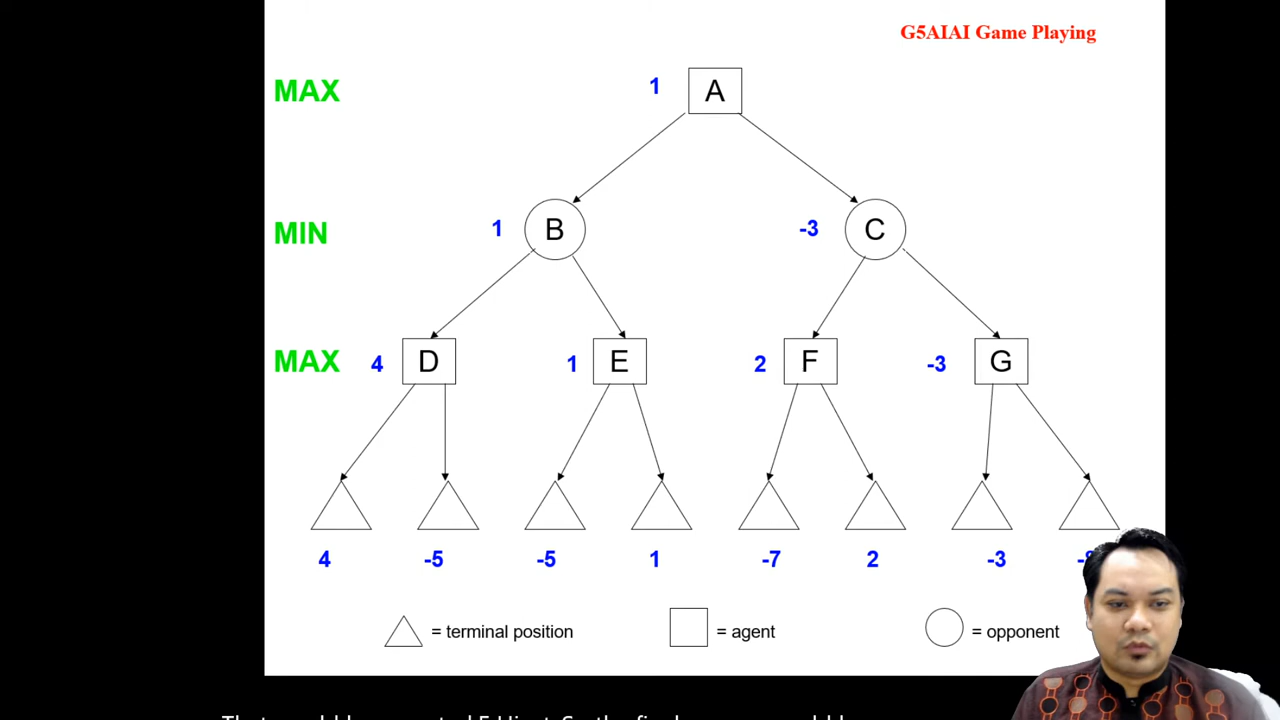 G5AIAI Game Playing
MAX 1 A
MIN 1 B -3 C
MAX 4 D 1 E 2 F -3 G
4 -5 -5 1 -7 2 -3
= terminal position = agent = opponent